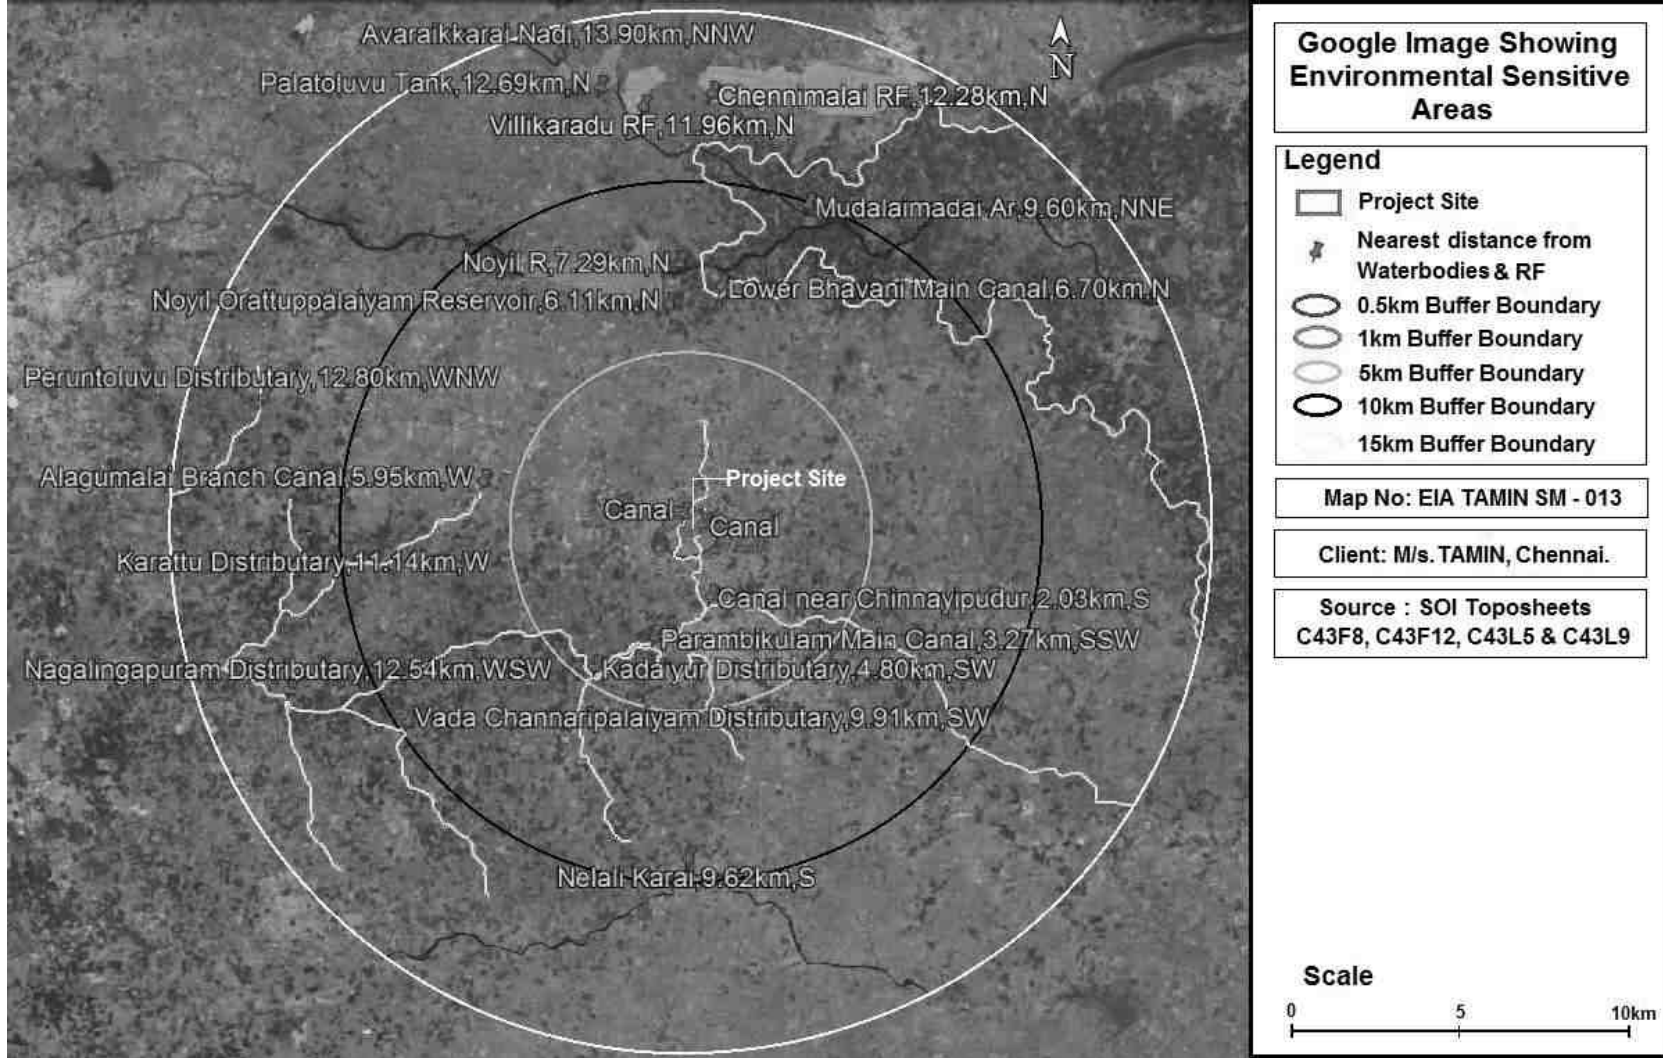 Avaraikkarai Nadi,13.90km,NNW
Palatoluvu Tank,12.69km,N
Chennimalai RF,12.28km,N
Villikaradu RF,11.96km,N
N
Mudalaimadai Ar,9.60km,NNE
Noyil R,7.29km,N
Noyil Orattuppalaiyam Reservoir,6.11km,N
Lower Bhavani Main Canal,6.70km,N
Peruntoluvu Distributary,12.80km,WNW
Alagumalai Branch Canal,5.95km,W
Project Site
Canal
Canal
Karattu Distributary,11.14km,W
Canal near Chinnayipudur,2.03km,S
Parambikulam Main Canal,3.27km,SSW
Nagalingapuram Distributary,12.54km,WSW
Kadaiyur Distributary,4.80km,SW
Vada Channaripalaiyam Distributary,9.91km,SW
Nelali Karai-9.62km,S
Google Image Showing
Environmental Sensitive
Areas
Legend
Project Site
Nearest distance from
Waterbodies & RF
0.5km Buffer Boundary
1km Buffer Boundary
5km Buffer Boundary
10km Buffer Boundary
15km Buffer Boundary
Map No: EIA TAMIN SM - 013
Client: M/s. TAMIN, Chennai.
Source : SOI Toposheets
C43F8, C43F12, C43L5 & C43L9
Scale
0 5 10km